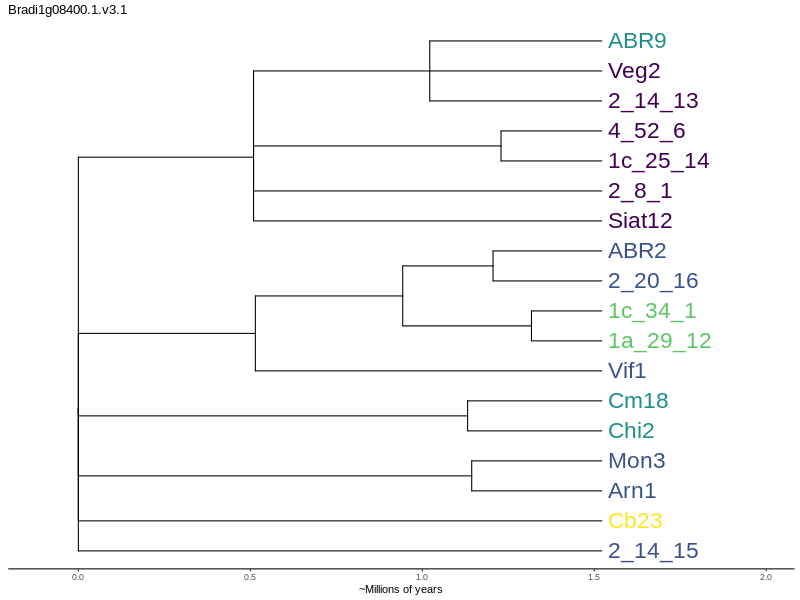 Bradi1g08400.1.v3.1
ABR9
Veg2
2_14_13
4_52_6
1c_25_14
2_8_1
Siat12
ABR2
2_20_16
1c_34_1
1a_29_12
Vif1
Cm18
Chi2
Mon3
Arn1
Cb23
2_14_15
0.0 0.5 1.0 1.5 2.0
~Millions of years